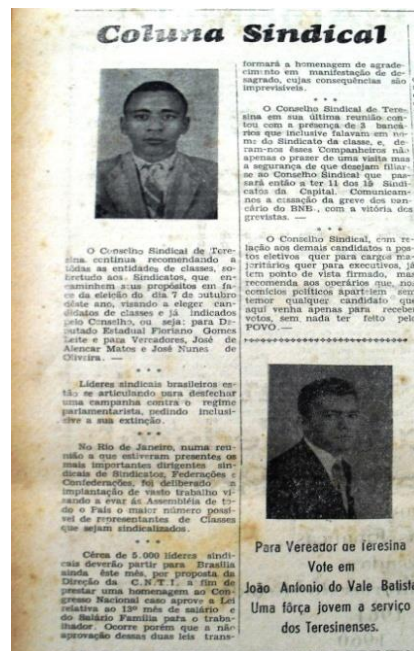 Coluna Sindical
O Conselho Sindical de Tere-
sina continua recomendando a
tôdas as entidades de classes, so-
bretudo aos Sindicatos, que en-
caminhem seus propósitos em fa-
ce da eleição do dia 7 de outubro
dêste ano, visando a eleger can-
didatos de classes e já indicados
pelo Conselho, ou seja: para De-
putado Estadual Floriano Gomes
Leite e para Vereadores, José de
Alencar Matos e José Nunes de
Oliveira. —
* * *
Líderes sindicais brasileiros es-
tão se articulando para desfechar
uma campanha contra o regime
parlamentarista, pedindo inclusi-
sive a sua extinção.
* * *
No Rio de Janeiro, numa reu-
nião a que estiveram presentes os
mais importantes dirigentes sin-
dicais de Sindicatos, Federações e
Confederações, foi deliberado a
implantação de vasto trabalho vi-
sando a evar ás Assembléia de to-
do o País o maior número possi-
vel de representantes de Classes
que sejam sindicalizados.
* * *
Cêrca de 5.000 líderes sindi-
cais deverão partir para Brasília
ainda êste mês, por proposta da
Direção da C.N.T.I. a fim de
prestar uma homenagem ao Con-
gresso Nacional caso aprove a Lei
relativa ao 13º mês de salário e
do Salário Família para o traba-
lhador. Ocorre porém que a não
aprovação dessas duas leis trans-
formará a homenagem de agrade-
cimento em manifestação de de-
sagrado, cujas consequências são
imprevisíveis.
* * *
O Conselho Sindical de Tere-
sina em sua última reunião con-
tou com a presença de 3 bancá-
rios que inclusive falavam em no-
me do Sindicato da classe, e, de-
ram-nos êsses Companheiros não
apenas o prazer de uma visita mas
a segurança de que desejam filiar-
se ao Conselho Sindical que pas-
sará então a ter 11 dos 15 Sindi-
catos da Capital. Comunicam-
nos a cissação da greve dos ban-
cário do BNB., com a vitória dos
grevistas. —
* * *
O Conselho Sindical, com re-
lação aos demais candidatos a pos-
tos eletivos quer para cargos ma-
joritários quer para executivos, já
tem ponto de vista firmado, mas
recomenda aos operários que, nos
comícios políticos aparteiem sem
temor qualquer candidato que
aqui venha apenas para receber
votos, sem nada ter feito pelo
POVO. —
Para Vereador de Teresina
Vote em
João Antonio do Vale Batista
Uma fôrça jovem a serviço
dos Teresinenses.